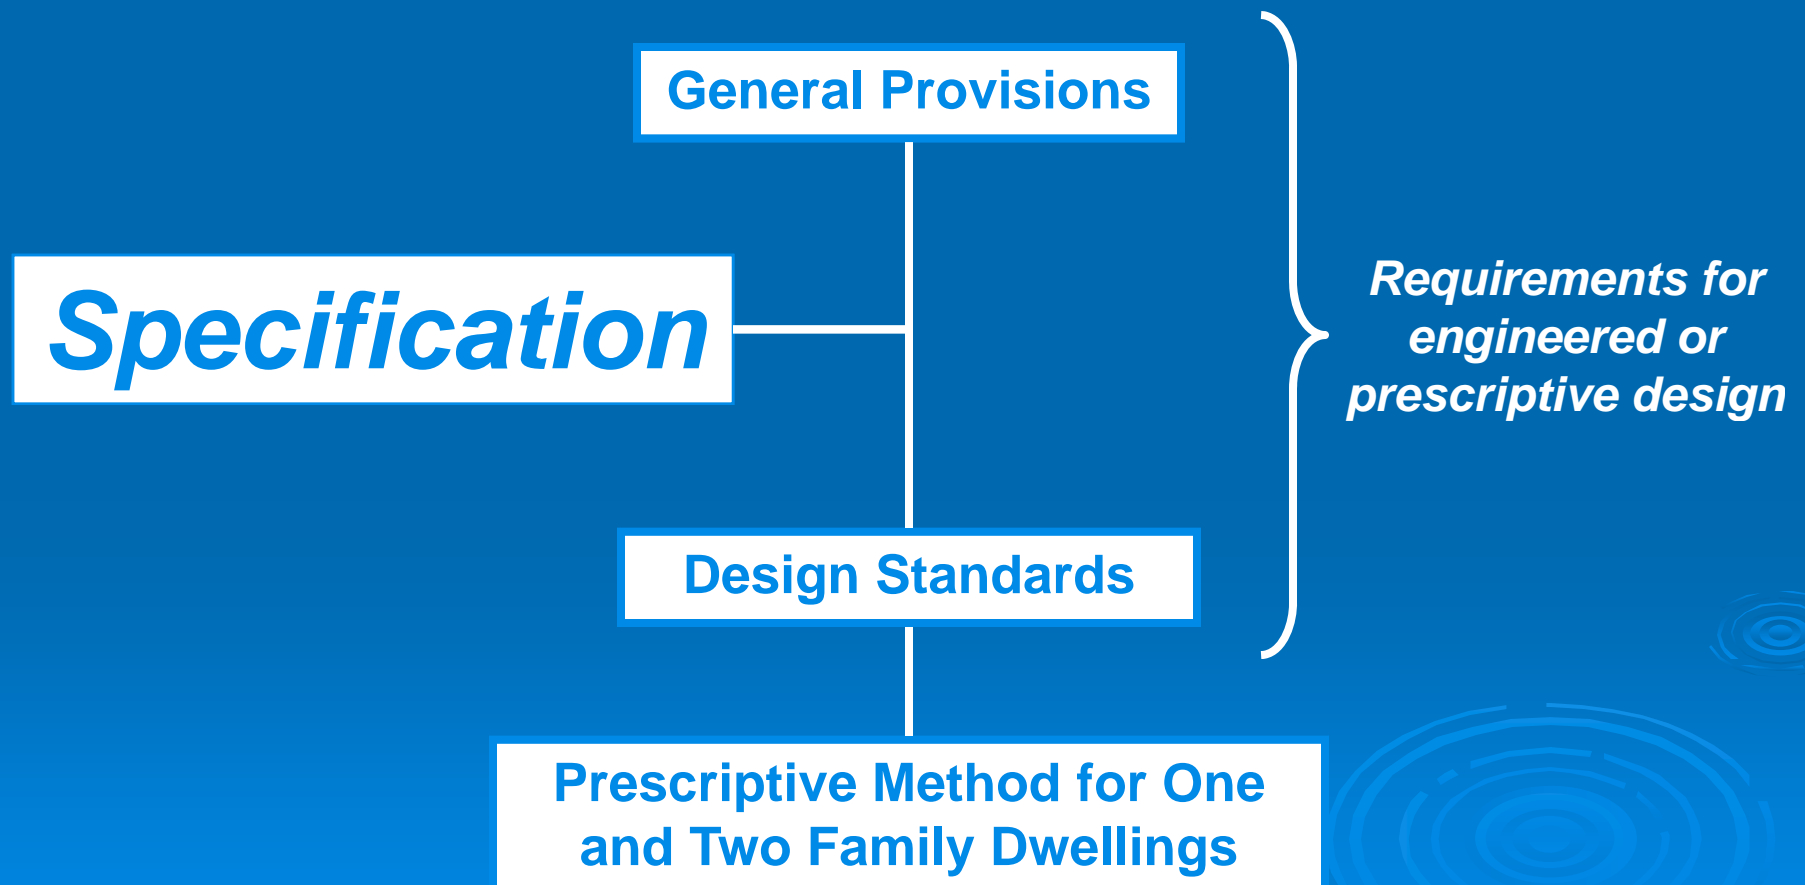 General Provisions
Specification
Requirements for
engineered or
prescriptive design
Design Standards
Prescriptive Method for One
and Two Family Dwellings